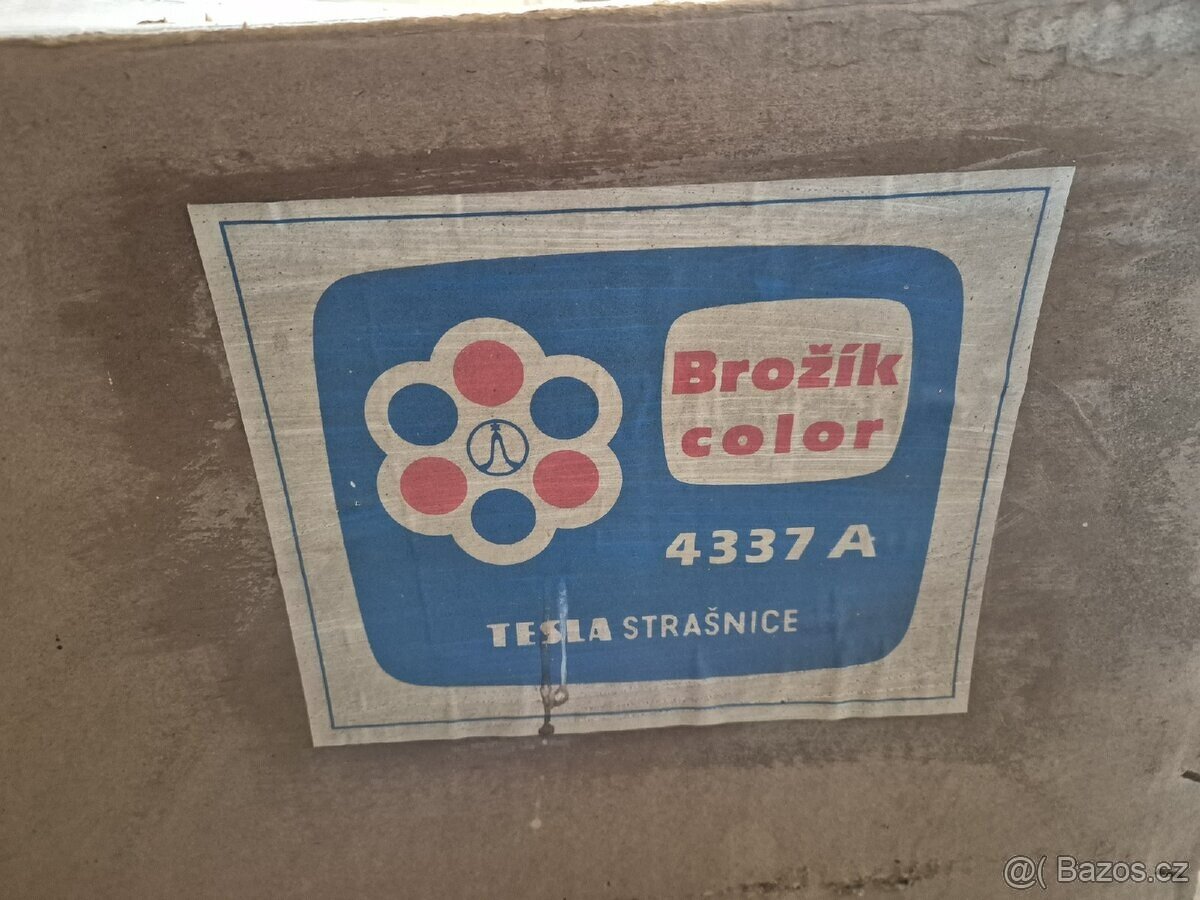 Brožík
color
4337 A
TESLA STRAŠNICE
@( Bazos.cz